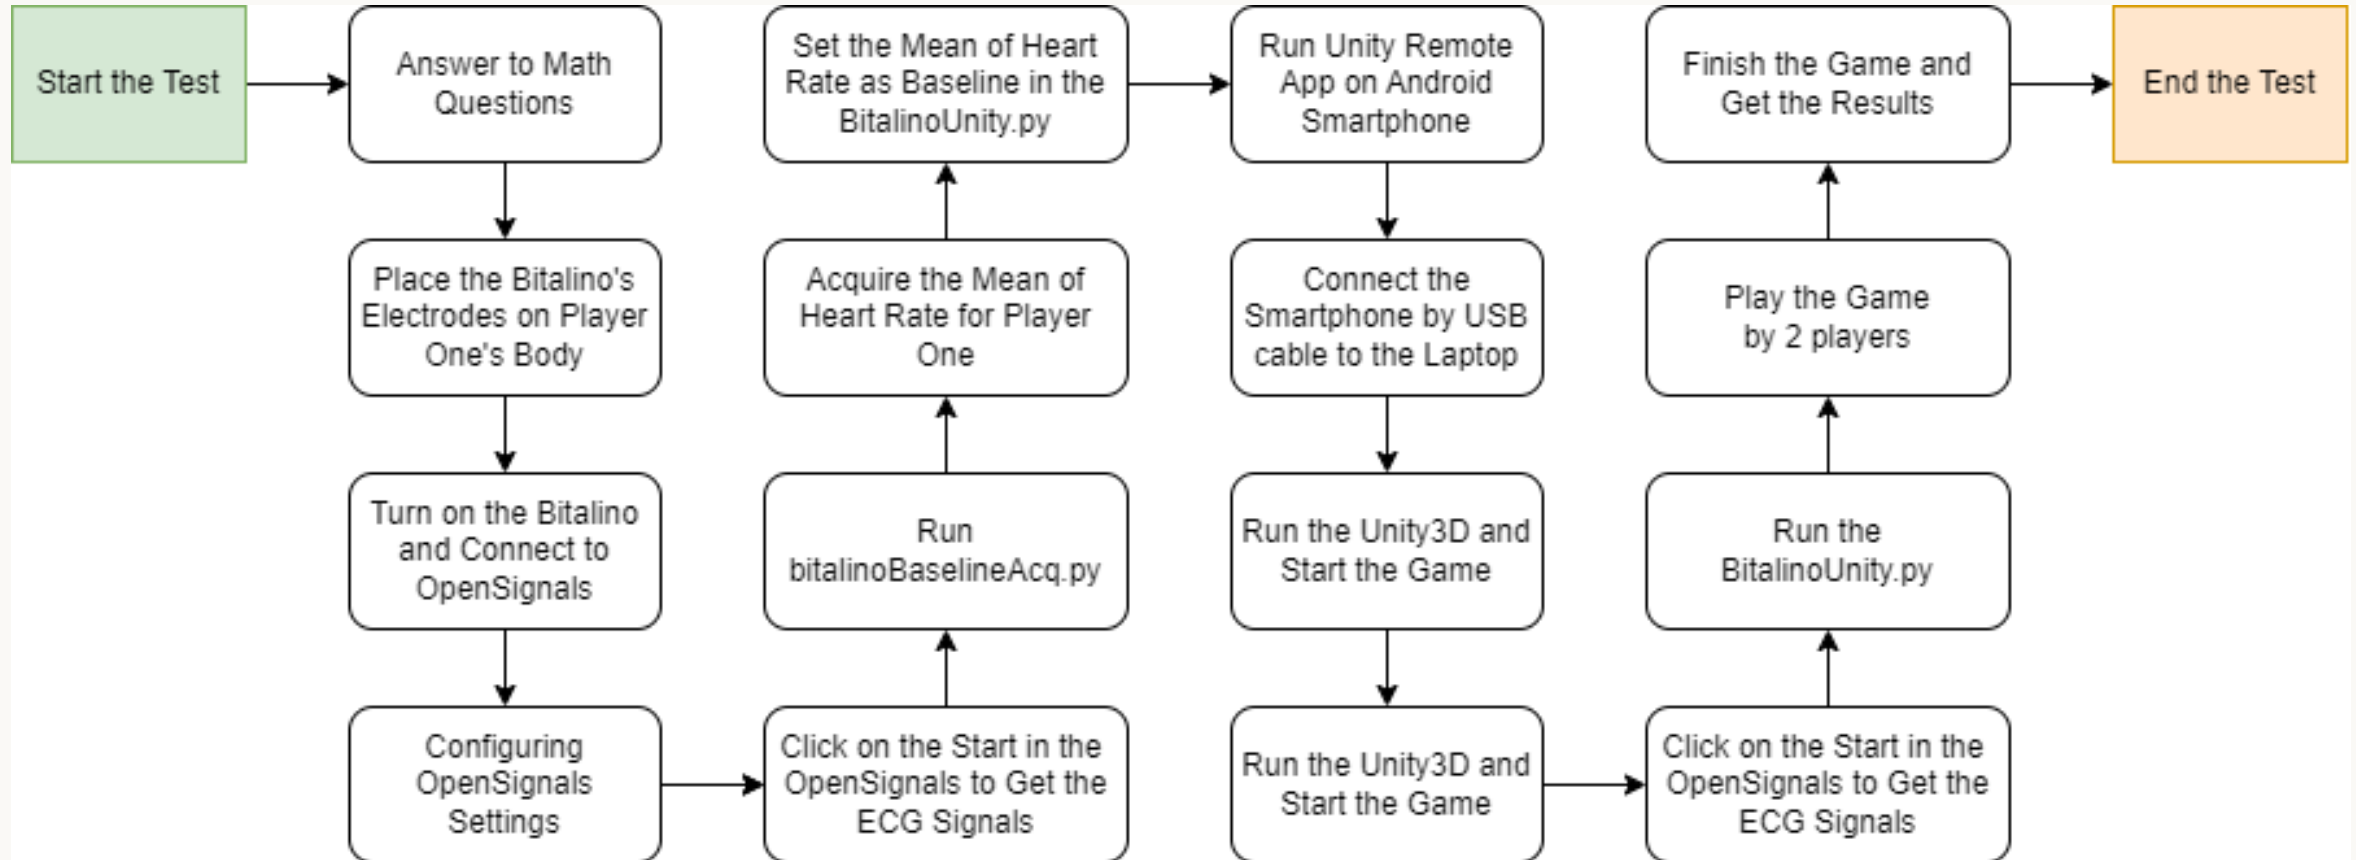 Start the Test
Answer to Math
Questions
Place the Bitalino's
Electrodes on Player
One's Body
Turn on the Bitalino
and Connect to
OpenSignals
Configuring
OpenSignals
Settings
Click on the Start in the
OpenSignals to Get the
ECG Signals
Run
bitalinoBaselineAcq.py
Acquire the Mean of
Heart Rate for Player
One
Set the Mean of Heart
Rate as Baseline in the
BitalinoUnity.py
Run Unity Remote
App on Android
Smartphone
Connect the
Smartphone by USB
cable to the Laptop
Run the Unity3D and
Start the Game
Run the Unity3D and
Start the Game
Click on the Start in the
OpenSignals to Get the
ECG Signals
Run the
BitalinoUnity.py
Play the Game
by 2 players
Finish the Game and
Get the Results
End the Test